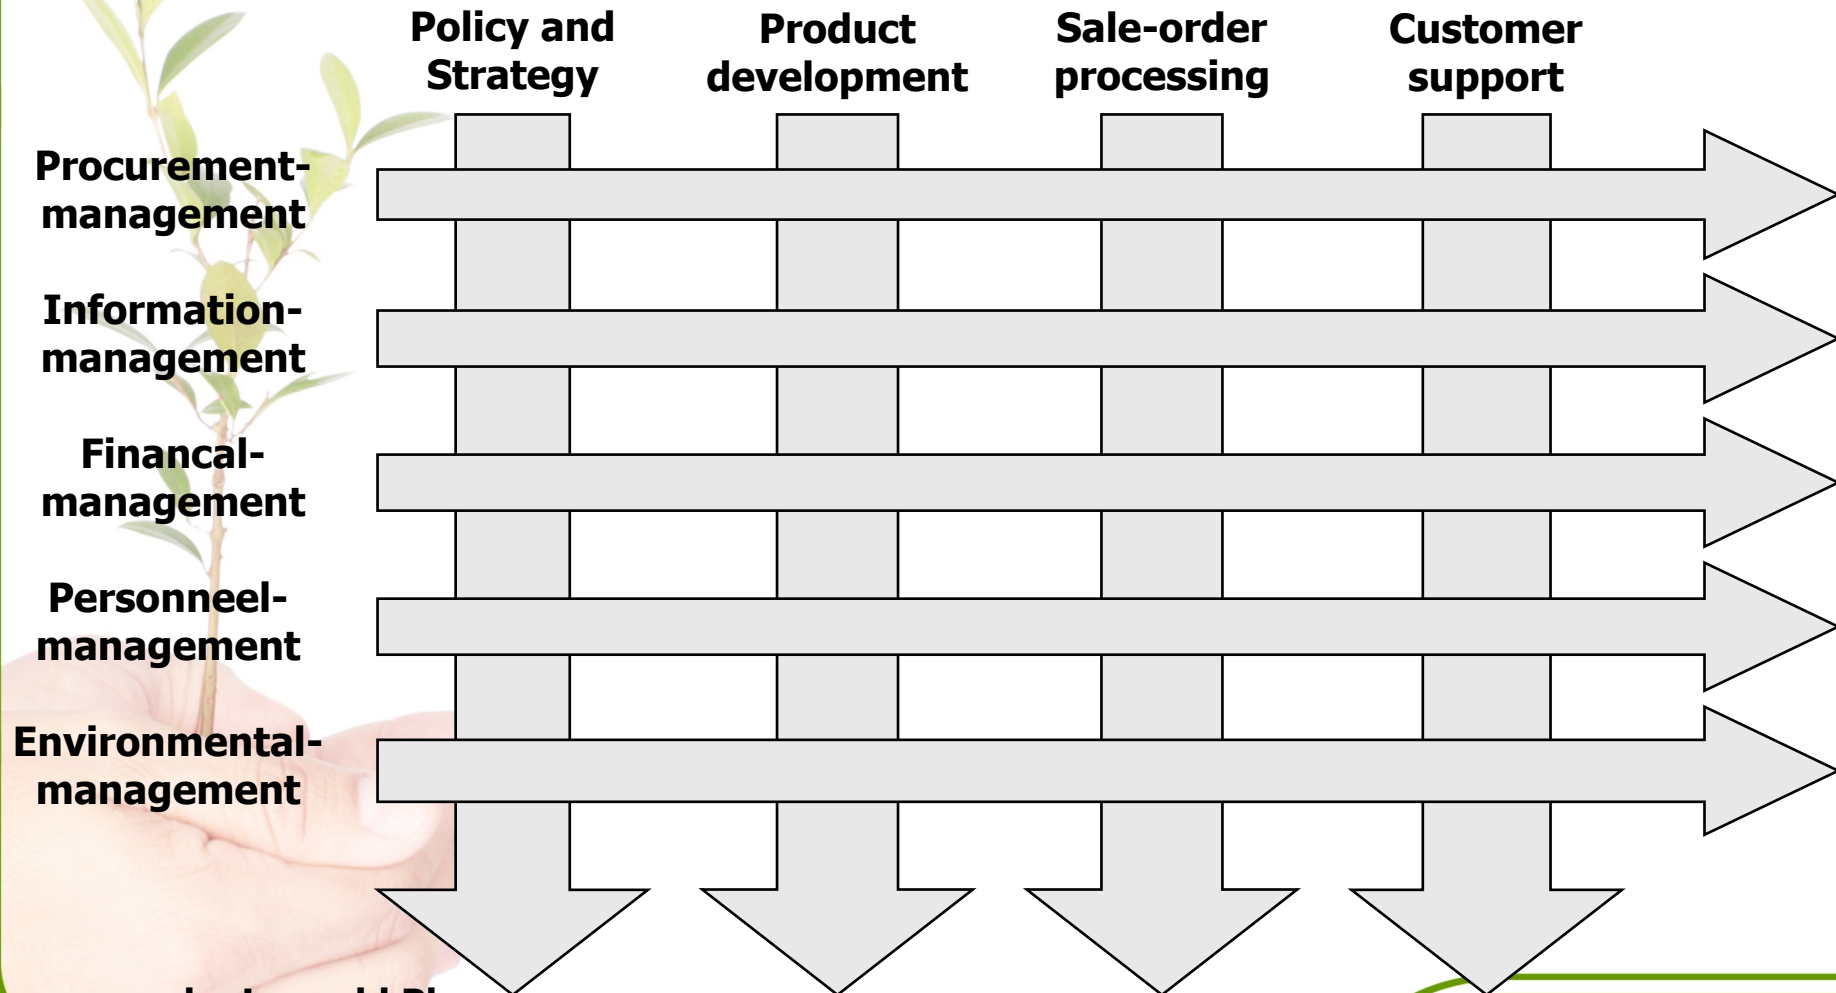 Policy and
Strategy
Product
development
Sale-order
processing
Customer
support
Procurement-
management
Information-
management
Financal-
management
Personneel-
management
Environmental-
management